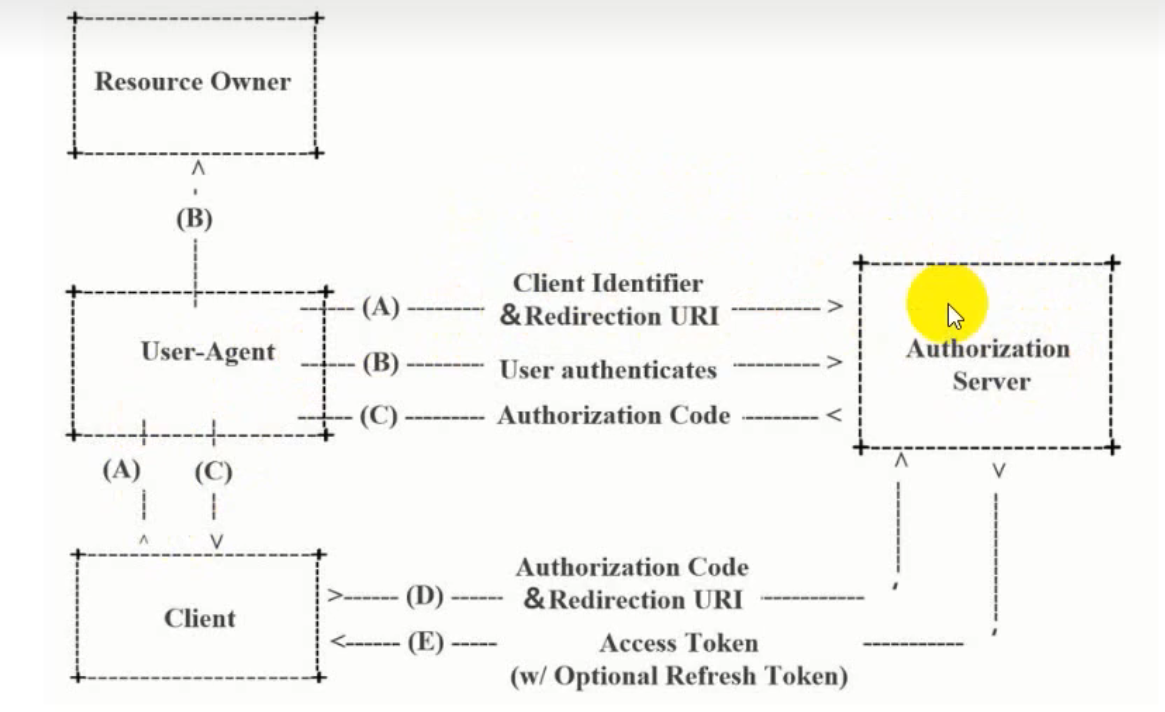 Resource Owner
(B)
Client Identifier
(A)
&Redirection URI
User-Agent
(B)
User authenticates
(C)
Authorization Code
Authorization
Server
(A)
(C)
Authorization Code
(D)
&Redirection URI
Client
(E)
Access Token
(w/ Optional Refresh Token)